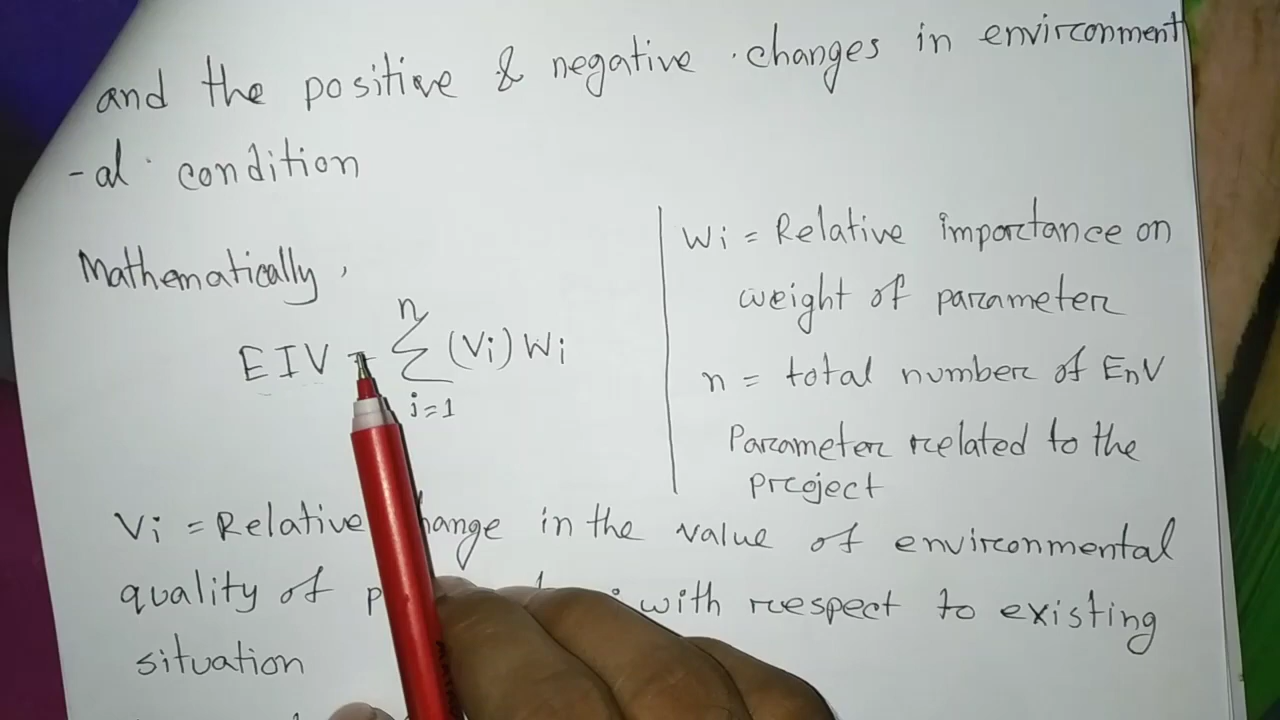 and the positive & negative changes in environment
-al condition
Mathematically,
n
EIV = ∑ (Vi) Wi
i=1
Wi = Relative importance on
weight of parameter
n = total number of EnV
Parameter related to the
project
Vi = Relative change in the value of environmental
quality of i with respect to existing
situation